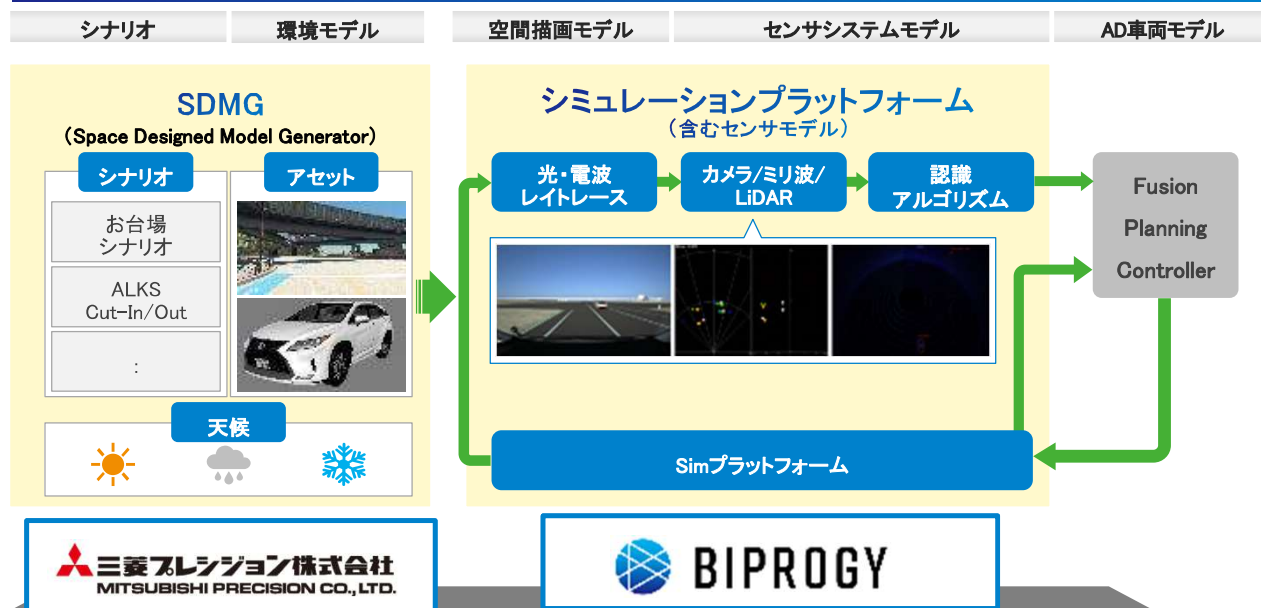 シナリオ
環境モデル
空間描画モデル
センサシステムモデル
AD車両モデル
SDMG
（Space Designed Model Generator）
シナリオ
アセット
お台場
シナリオ
ALKS
Cut-In/Out
:
天候
シミュレーションプラットフォーム
（含むセンサモデル）
光・電波
レイトレース
カメラ/ミリ波/
LiDAR
認識
アルゴリズム
Simプラットフォーム
Fusion
Planning
Controller
三菱プレシジョン株式会社
MITSUBISHI PRECISION CO.,LTD.
BIPROGY